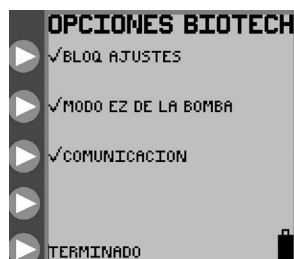 OPCIONES BIOTECH
√BLOQ AJUSTES
√MODO EZ DE LA BOMBA
√COMUNICACION
TERMINADO